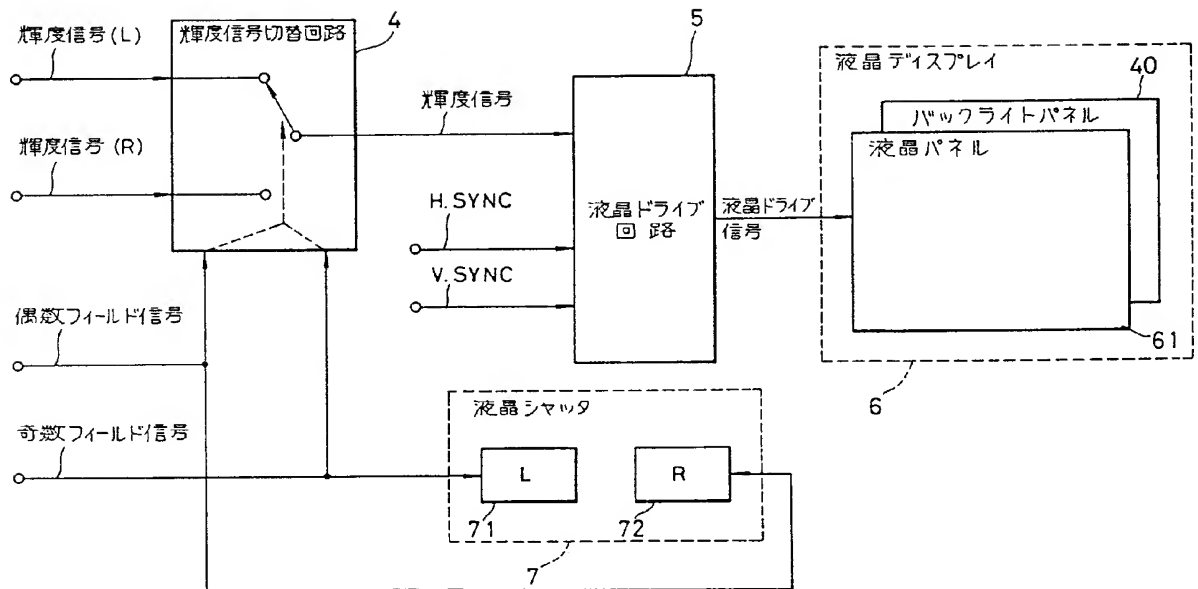 輝度信号(L)
輝度信号切替回路
4
5
液晶ディスプレイ
40
バックライトパネル
液晶パネル
輝度信号
輝度信号(R)
H.SYNC
液晶ドライブ
回路
液晶ドライブ
信号
V.SYNC
偶数フィールド信号
61
6
液晶シャッタ
奇数フィールド信号
L
R
71
72
7